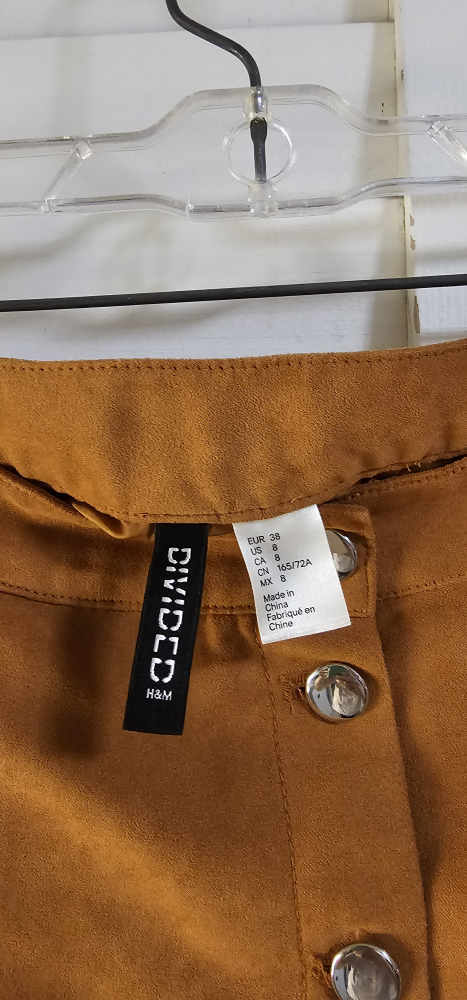 DIVIDED
H&M
EUR 38
US 8
CA 8
CN 165/72A
MX 8
Made in
China
Fabriqué en
Chine